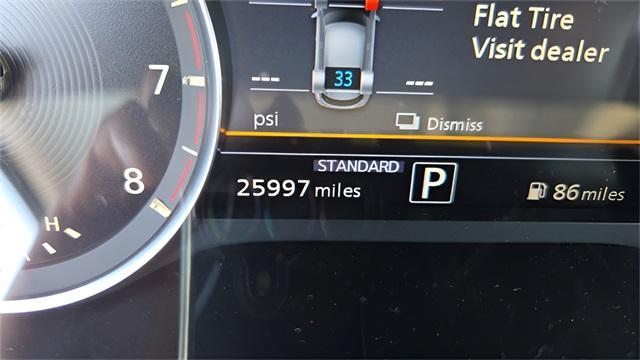 Flat Tire
Visit dealer
7
--- 33 ---
psi
Dismiss
STANDARD
8
25997 miles
P
86 miles
H